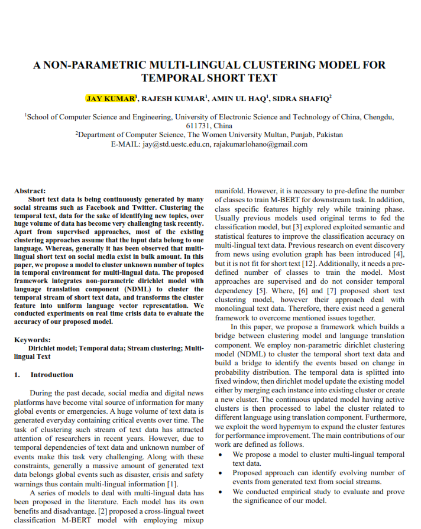 A NON-PARAMETRIC MULTI-LINGUAL CLUSTERING MODEL FOR
TEMPORAL SHORT TEXT
JAY KUMAR¹, RAJESH KUMAR¹, AMIN UL HAQ¹, SIDRA SHAFIQ²
¹School of Computer Science and Engineering, University of Electronic Science and Technology of China, Chengdu,
611731, China
²Department of Computer Science, The Women University Multan, Punjab, Pakistan
E-MAIL: jay@std.uestc.edu.cn, rajakumarlohano@gmail.com
Abstract:
Short text data is being continuously generated by many
social streams such as Facebook and Twitter. Clustering the
temporal text, data for the sake of identifying new topics, over
huge volume of data has become very challenging task recently.
Apart from supervised approaches, most of the existing
clustering approaches assume that the input data belong to one
language. Whereas, generally it has been observed that multi-
lingual short text on social media exist in bulk amount. In this
paper, we propose a model to cluster unknown number of topics
in temporal environment for multi-lingual data. The proposed
framework integrates non-parametric dirichlet model with
language translation component (NDML) to cluster the
temporal stream of short text data, and transforms the cluster
feature into uniform language vector representation. We
conducted experiments on real time crisis data to evaluate the
accuracy of our proposed model.
Keywords:
Dirichlet model; Temporal data; Stream clustering; Multi-
lingual Text
1. Introduction
During the past decade, social media and digital news
platforms have become vital source of information for many
global events or emergencies. A huge volume of text data is
generated everyday containing critical events over time. The
task of clustering such stream of text data has attracted
attention of researchers in recent years. However, due to
temporal dependencies of text data and unknown number of
events make this task very challenging. Along with these
constraints, generally a massive amount of generated text
data belongs global events such as disaster, crisis and safety
warnings thus contain multi-lingual information [1].
A series of models to deal with multi-lingual data has
been proposed in the literature. Each model has its own
benefits and disadvantage. [2] proposed a cross-lingual tweet
classification M-BERT model with employing mixup
manifold. However, it is necessary to pre-define the number
of classes to train M-BERT for downstream task. In addition,
class specific features highly rely while training phase.
Usually previous models used original terms to fed the
classification model, but [3] explored exploited semantic and
statistical features to improve the classification accuracy on
multi-lingual text data. Previous research on event discovery
from news using evolution graph has been introduced [4],
but it is not fit for short text [12]. Additionally, it needs a pre-
defined number of classes to train the model. Most
approaches are supervised and do not consider temporal
dependency [5]. Where, [6] and [7] proposed short text
clustering model, however their approach deal with
monolingual text data. Therefore, there exist need a general
framework to overcome mentioned issues together.
In this paper, we propose a framework which builds a
bridge between clustering model and language translation
component. We employ non-parametric dirichlet clustering
model (NDML) to cluster the temporal short text data and
build a bridge to identify the events based on change in
probability distribution. The temporal data is splitted into
fixed window, then dirichlet model update the existing model
either by merging each instance into existing cluster or create
a new cluster. The continuous updated model having active
clusters is then processed to label the cluster related to
different language using translation component. Furthermore,
we exploit the word hypernym to expand the cluster features
for performance improvement. The main contributions of our
work are defined as follows.
• We propose a model to cluster multi-lingual temporal
text data.
• Proposed approach can identify evolving number of
events from generated text from social streams.
• We conducted empirical study to evaluate and prove
the significance of our model.